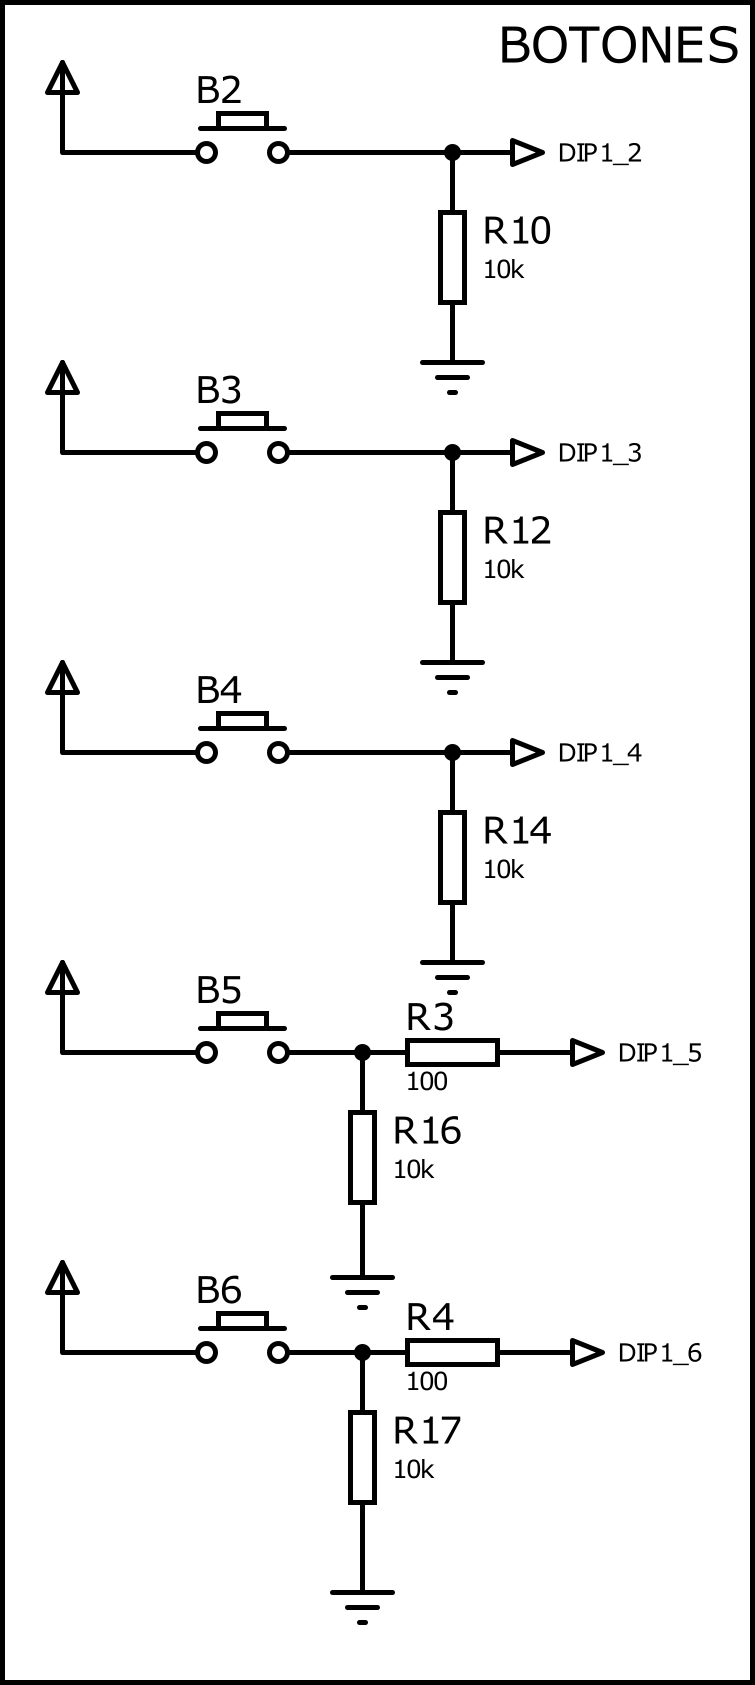 BOTONES
B2
DIP1_2
R10
10k
B3
DIP1_3
R12
10k
B4
DIP1_4
R14
10k
B5
R3
DIP1_5
100
R16
10k
B6
R4
DIP1_6
100
R17
10k